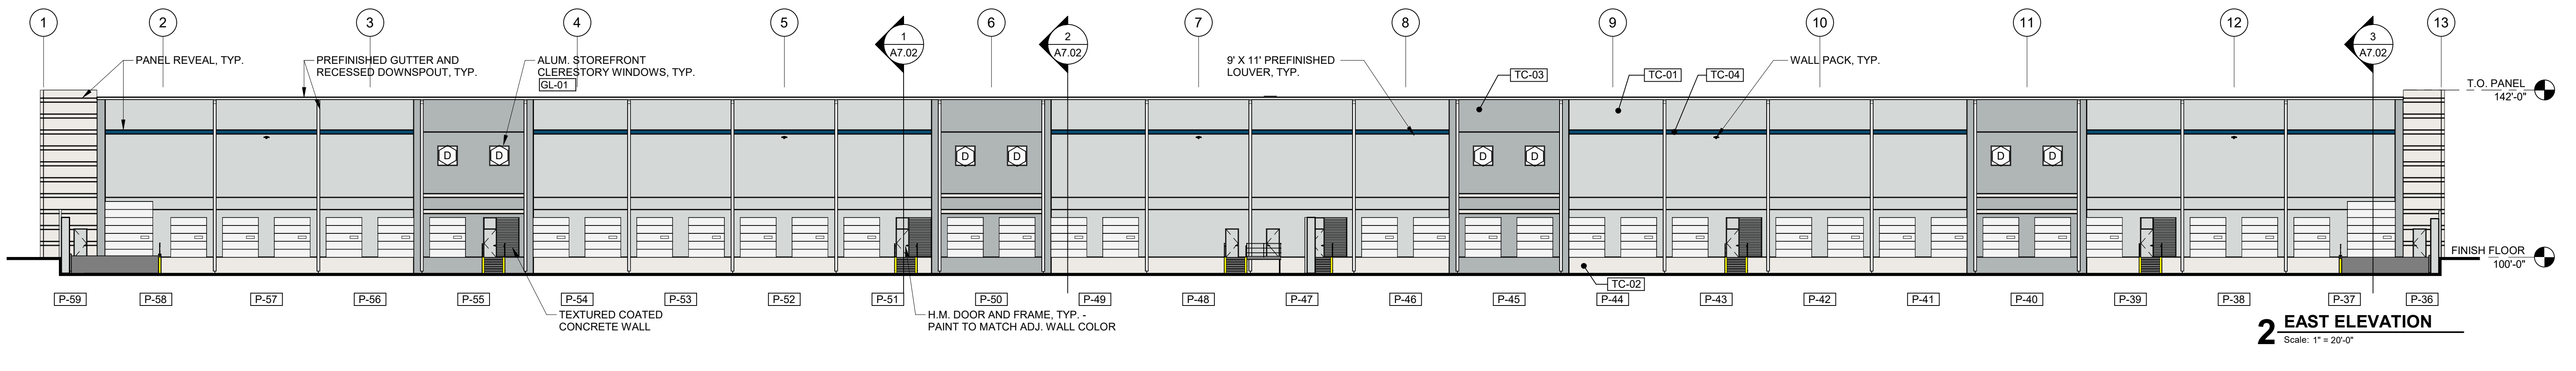 1 2 3 4 5 6 7 8 9 10 11 12 13
1
A7.02
2
A7.02
3
A7.02
PANEL REVEAL, TYP.
PREFINISHED GUTTER AND
RECESSED DOWNSPOUT, TYP.
ALUM. STOREFRONT
CLERESTORY WINDOWS, TYP.
GL-01
9' X 11' PREFINISHED
LOUVER, TYP.
TC-03
TC-01
TC-04
WALL PACK, TYP.
T.O. PANEL
142'-0"
D D D D D D D D
FINISH FLOOR
100'-0"
TC-02
P-59 P-58 P-57 P-56 P-55 P-54 P-53 P-52 P-51 P-50 P-49 P-48 P-47 P-46 P-45 P-44 P-43 P-42 P-41 P-40 P-39 P-38 P-37 P-36
TEXTURED COATED
CONCRETE WALL
H.M. DOOR AND FRAME, TYP. -
PAINT TO MATCH ADJ. WALL COLOR
2 EAST ELEVATION
Scale: 1" = 20'-0"